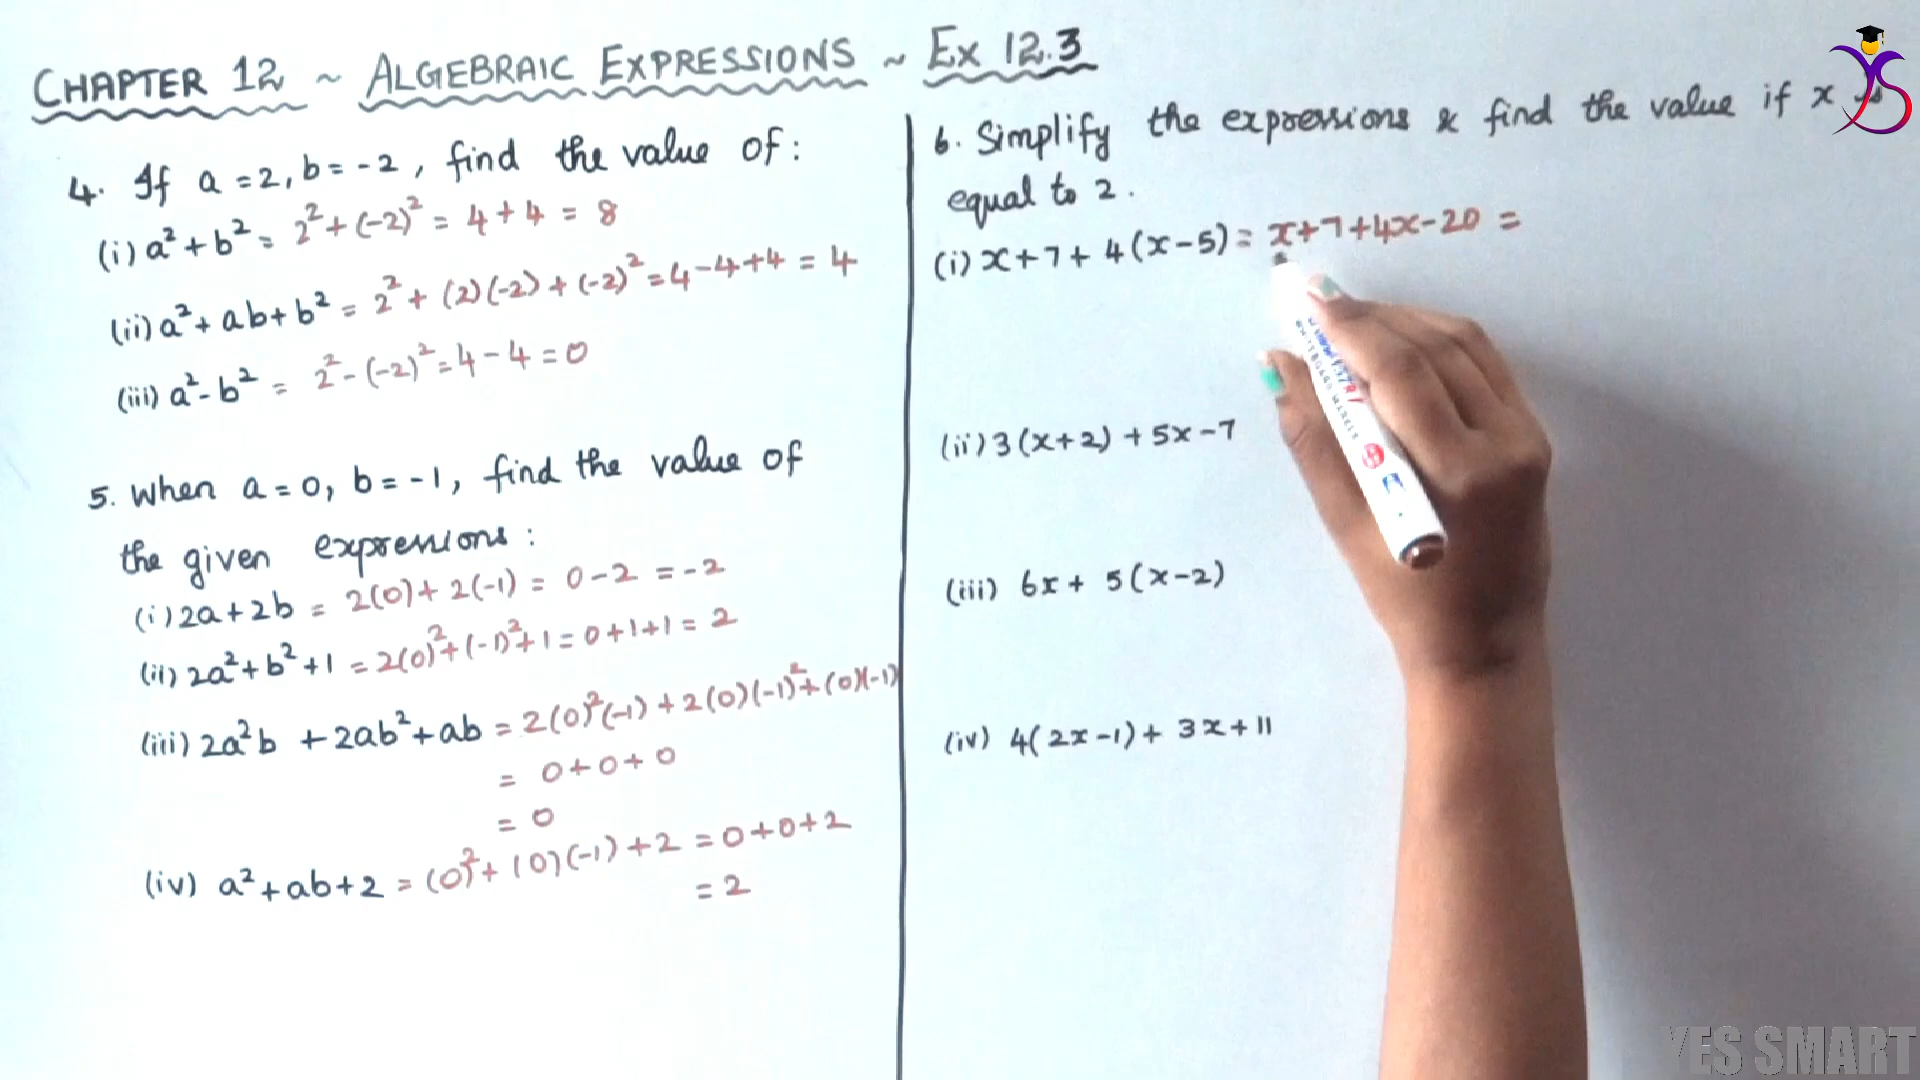 CHAPTER 12 ~ ALGEBRAIC EXPRESSIONS ~ Ex 12.3
4. If a = 2, b = -2, find the value of:
(i) a² + b² = 2² + (-2)² = 4 + 4 = 8
(ii) a² + ab + b² = 2² + (2)(-2) + (-2)² = 4 - 4 + 4 = 4
(iii) a² - b² = 2² - (-2)² = 4 - 4 = 0
5. When a = 0, b = -1, find the value of
the given expressions:
(i) 2a + 2b = 2(0) + 2(-1) = 0 - 2 = -2
(ii) 2a² + b² + 1 = 2(0)² + (-1)² + 1 = 0 + 1 + 1 = 2
(iii) 2a²b + 2ab² + ab = 2(0)²(-1) + 2(0)(-1)² + (0)(-1)
= 0 + 0 + 0
= 0
(iv) a² + ab + 2 = (0)² + (0)(-1) + 2 = 0 + 0 + 2
= 2
6. Simplify the expressions & find the value if x
equal to 2.
(i) x + 7 + 4(x - 5) = x + 7 + 4x - 20 =
(ii) 3(x + 2) + 5x - 7
(iii) 6x + 5(x - 2)
(iv) 4(2x - 1) + 3x + 11
YS
YES SMART